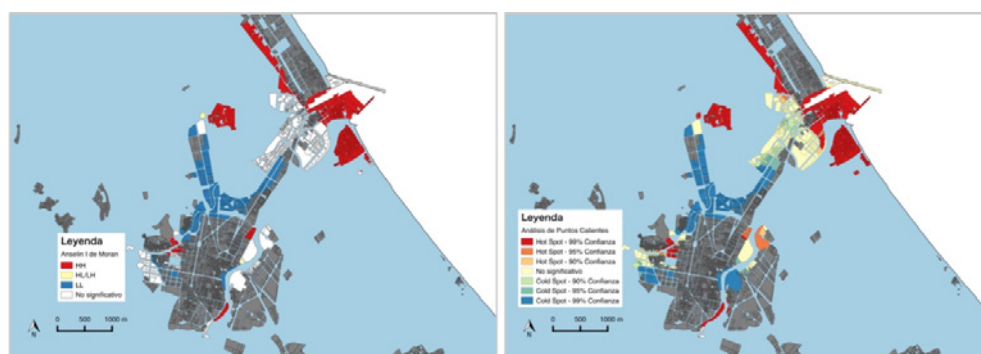 Leyenda
Anselin I de Moran
HH
HL/LH
LL
No significativo
N
0 500 1000 m
Leyenda
Análisis de Puntos Calientes
Hot Spot - 99% Confianza
Hot Spot - 95% Confianza
Hot Spot - 90% Confianza
No significativo
Cold Spot - 90% Confianza
Cold Spot - 95% Confianza
Cold Spot - 99% Confianza
N
0 500 1000 m